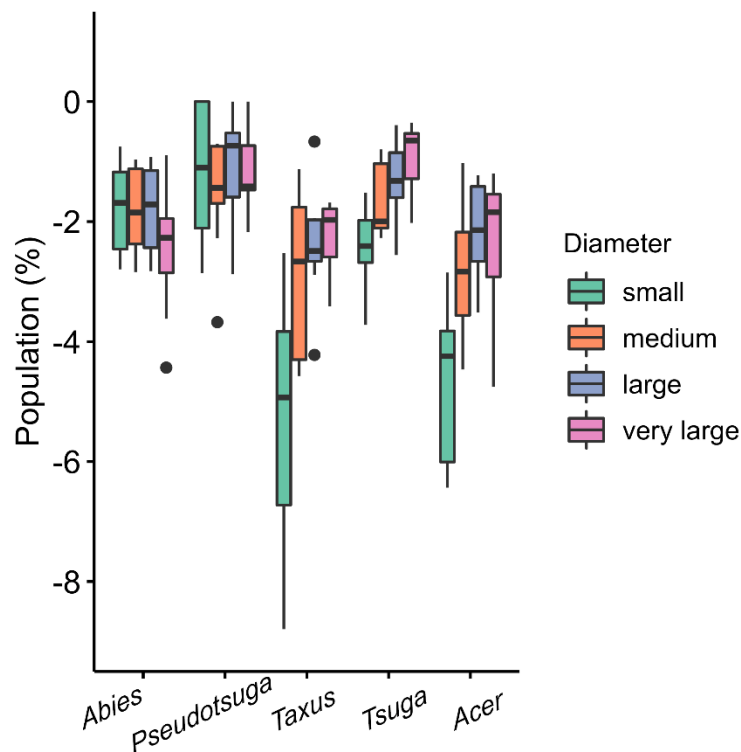 Population (%)
0
-2
-4
-6
-8
Abies
Pseudotsuga
Taxus
Tsuga
Acer
Diameter
small
medium
large
very large